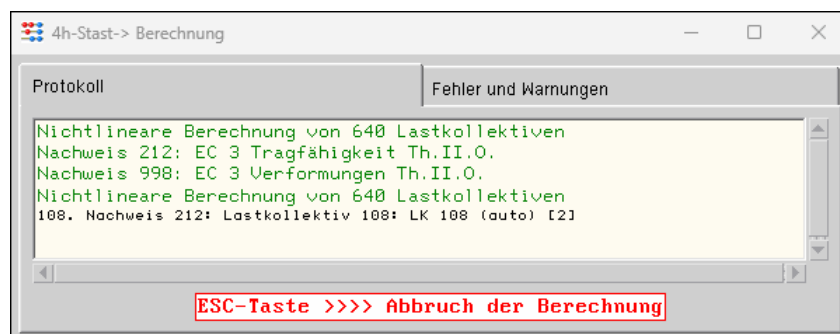 4h-Stast-> Berechnung
Protokoll
Fehler und Warnungen
Nichtlineare Berechnung von 640 Lastkollektiven
Nachweis 212: EC 3 Tragfähigkeit Th.II.O.
Nachweis 998: EC 3 Verformungen Th.II.O.
Nichtlineare Berechnung von 640 Lastkollektiven
108. Nachweis 212: Lastkollektiv 108: LK 108 (auto) [2]
ESC-Taste >>>> Abbruch der Berechnung